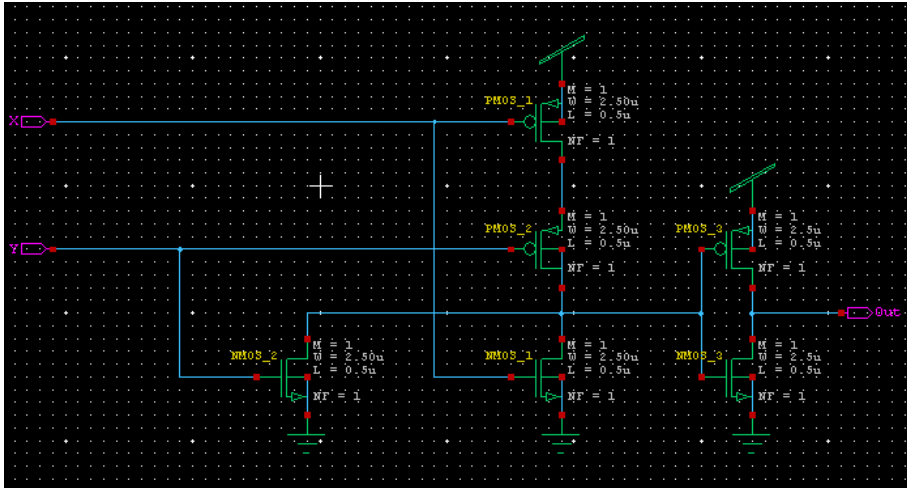 PMOS_1
M = 1
W = 2.50u
L = 0.5u
NF = 1
X
PMOS_2
M = 1
W = 2.50u
L = 0.5u
NF = 1
PMOS_3
M = 1
W = 2.5u
L = 0.5u
NF = 1
Y
Out
NMOS_2
M = 1
W = 2.50u
L = 0.5u
NF = 1
NMOS_1
M = 1
W = 2.50u
L = 0.5u
NF = 1
NMOS_3
M = 1
W = 2.5u
L = 0.5u
NF = 1